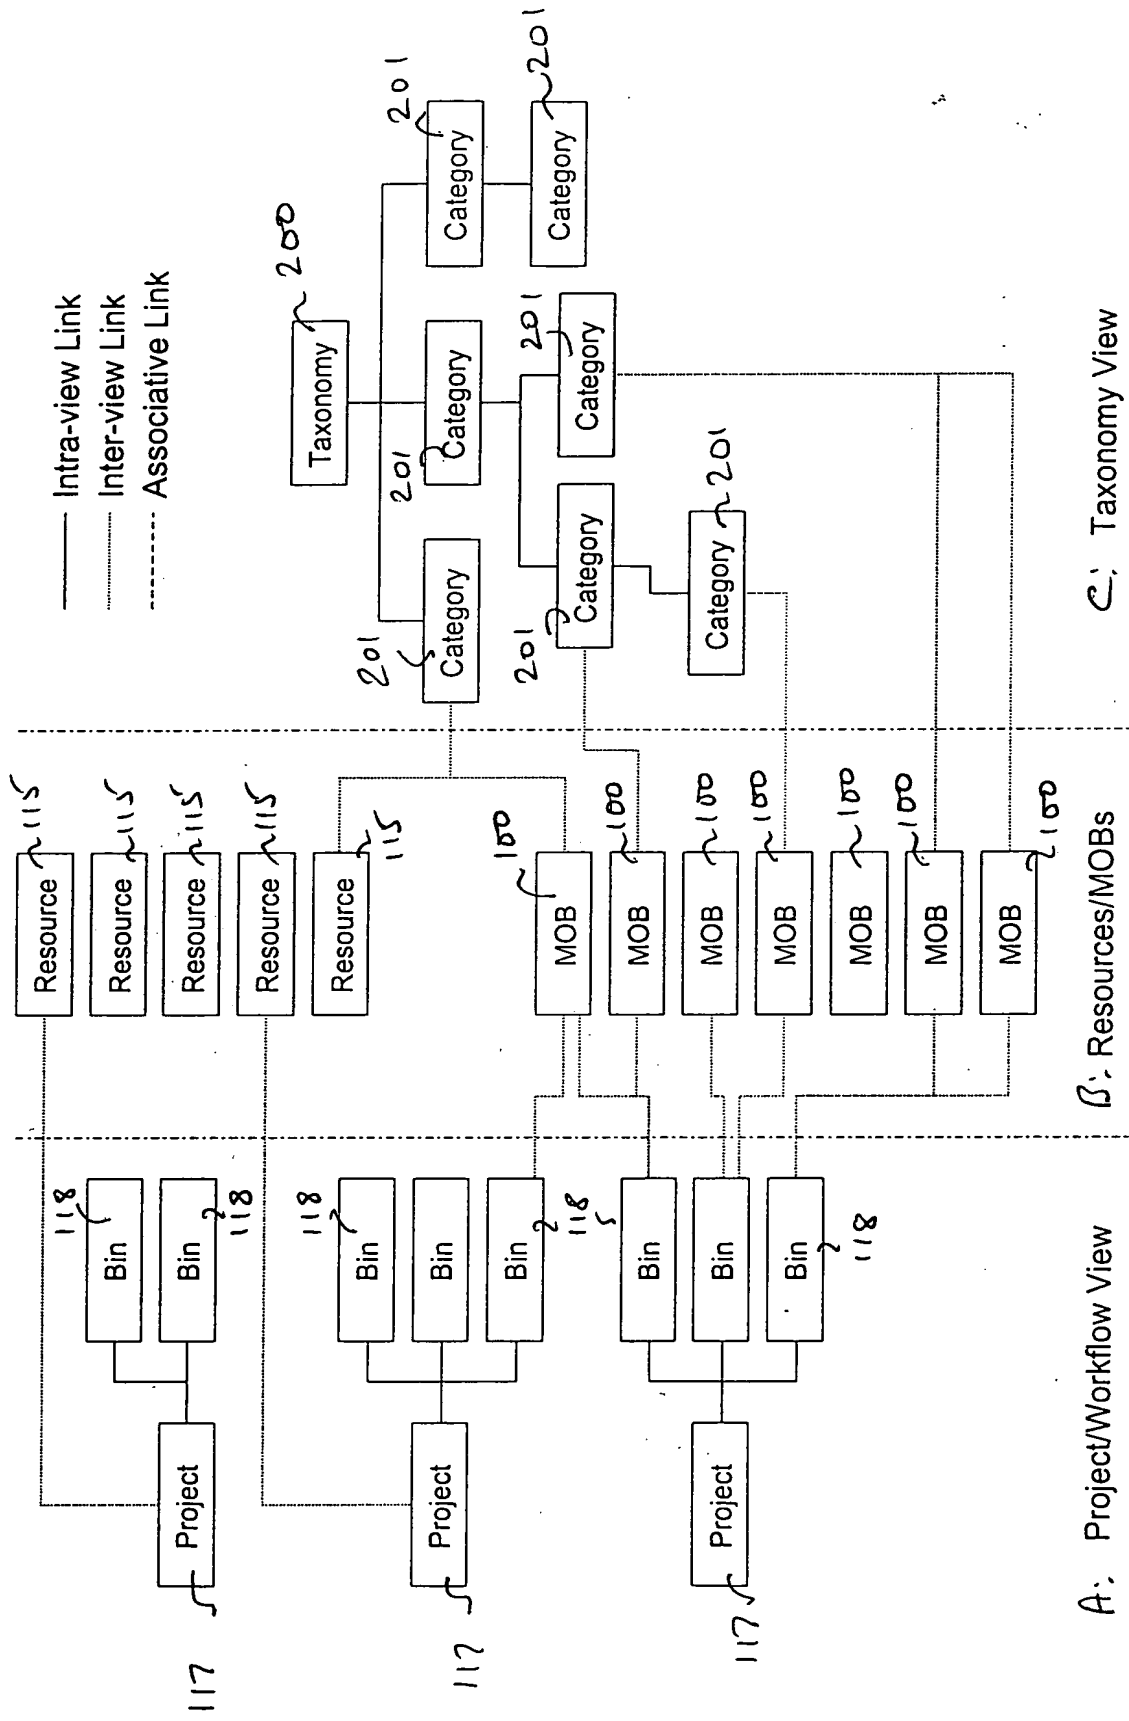 Intra-view Link
Inter-view Link
Associative Link
Taxonomy
200
Category
201
Category
201
Category
201
Category
201
Category
201
Category
201
Category
201
Resource
115
Resource
115
Resource
115
Resource
115
Resource
115
MOB
100
MOB
100
MOB
100
MOB
100
MOB
100
MOB
100
MOB
100
Bin
118
Bin
118
Project
117
Bin
118
Bin
Bin
118
Project
117
Bin
118
Bin
Bin
118
Project
117
A: Project/Workflow View
B: Resources/MOBs
C: Taxonomy View